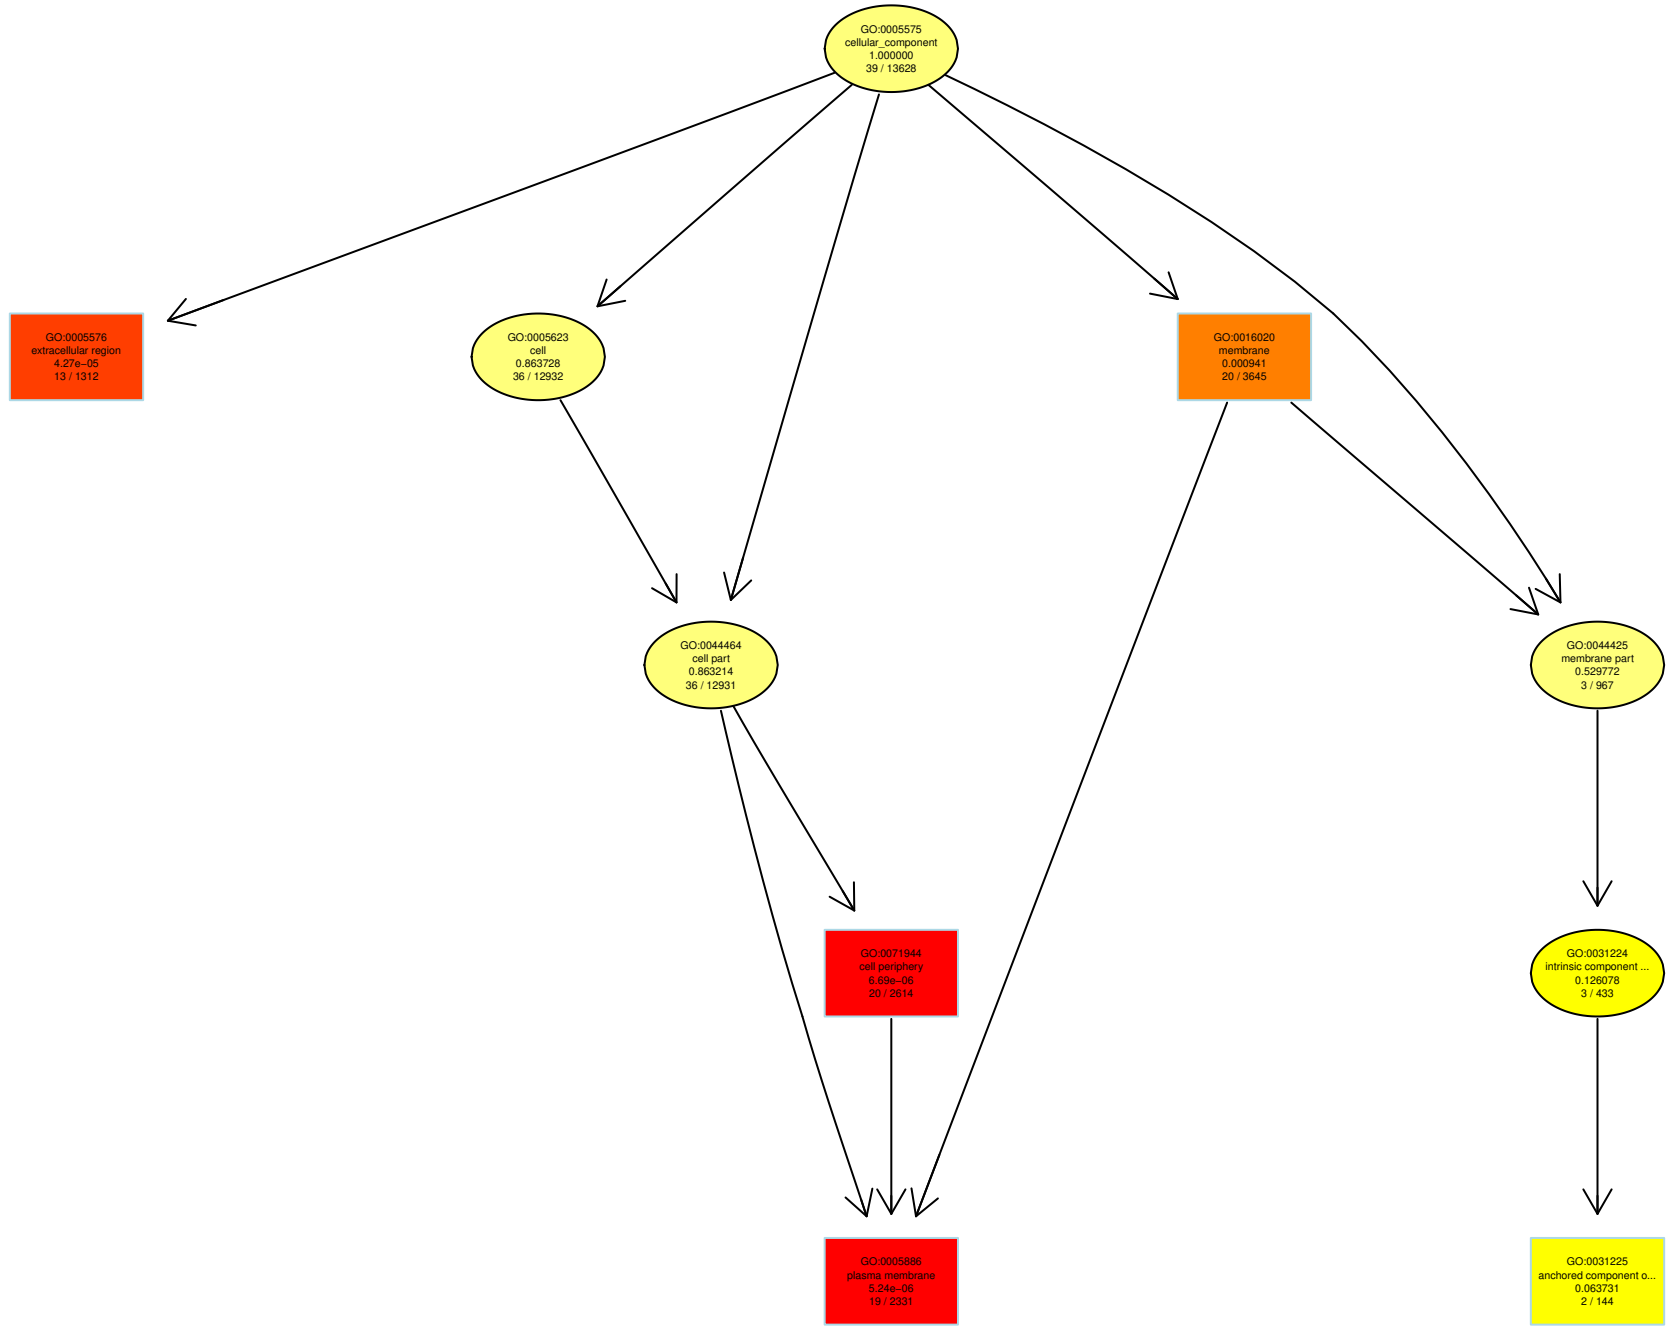 GO:0005575
cellular_component
1.000000
39 / 13628
GO:0005576
extracellular region
4.27e−05
13 / 1312
GO:0005623
cell
0.863728
36 / 12932
GO:0016020
membrane
0.000941
20 / 3645
GO:0044464
cell part
0.863214
36 / 12931
GO:0044425
membrane part
0.529772
3 / 967
GO:0071944
cell periphery
6.69e−06
20 / 2614
GO:0031224
intrinsic component ...
0.126078
3 / 433
GO:0005886
plasma membrane
5.24e−06
19 / 2331
GO:0031225
anchored component o...
0.063731
2 / 144